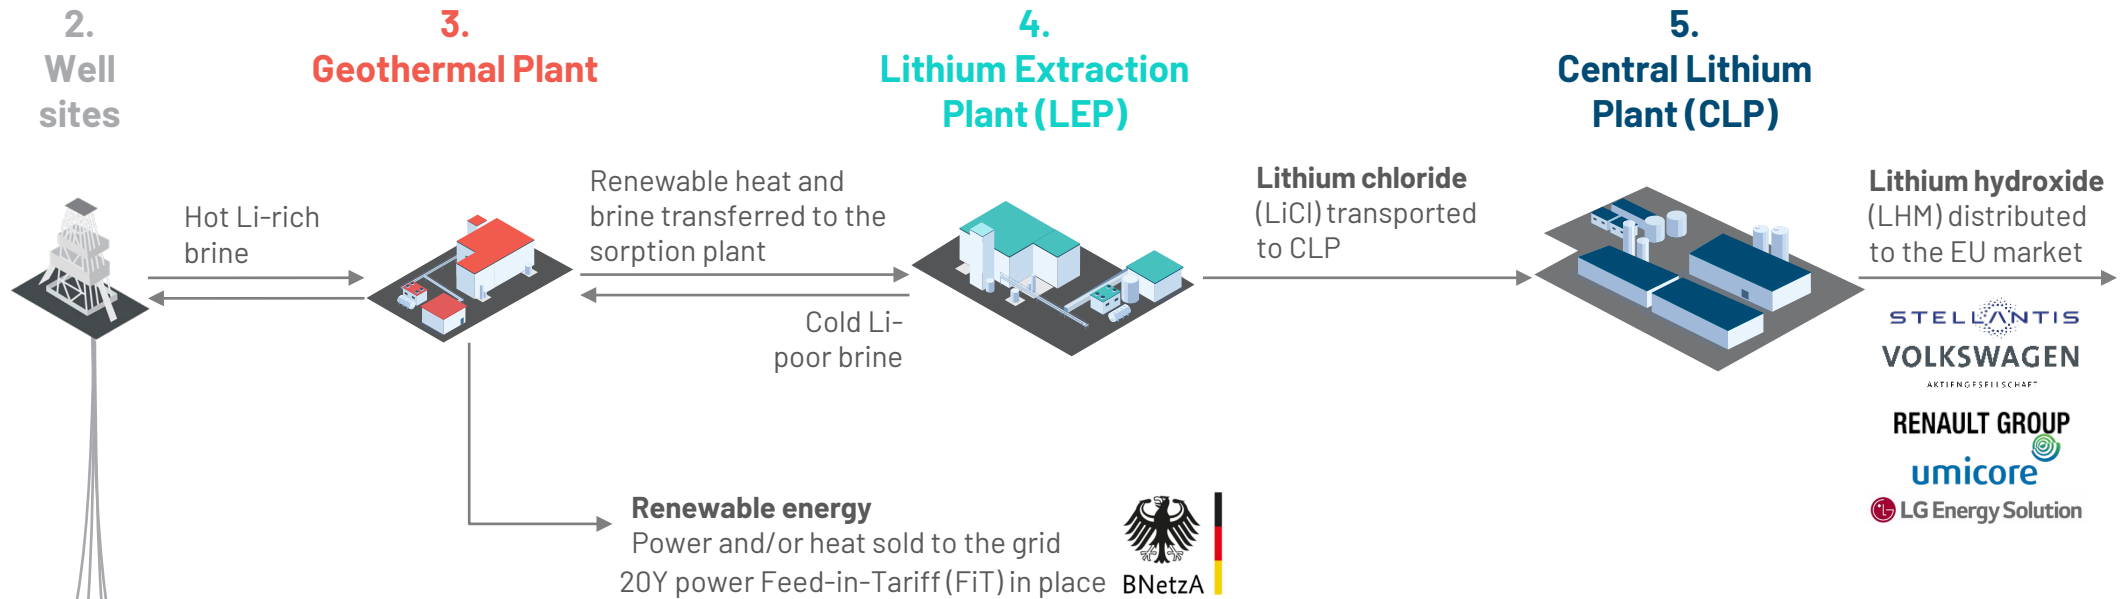 2.
Well
sites
3.
Geothermal Plant
4.
Lithium Extraction
Plant (LEP)
5.
Central Lithium
Plant (CLP)
Hot Li-rich
brine
Renewable heat and
brine transferred to the
sorption plant
Cold Li-
poor brine
Lithium chloride
(LiCl) transported
to CLP
Lithium hydroxide
(LHM) distributed
to the EU market
STELLANTIS
VOLKSWAGEN
AKTIENGESELLSCHAFT
RENAULT GROUP
umicore
LG Energy Solution
Renewable energy
Power and/or heat sold to the grid
20Y power Feed-in-Tariff (FiT) in place
BNetzA